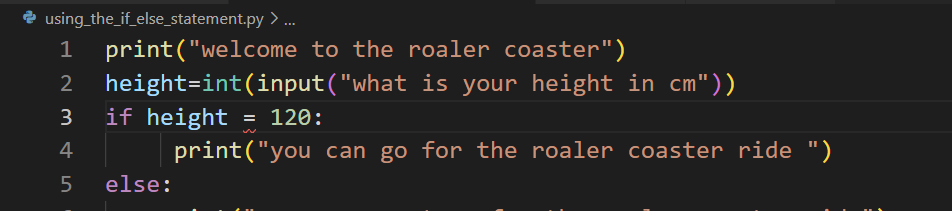 using_the_if_else_statement.py > ...
1 print("welcome to the roaler coaster")
2 height=int(input("what is your height in cm"))
3 if height = 120:
4 print("you can go for the roaler coaster ride ")
5 else: